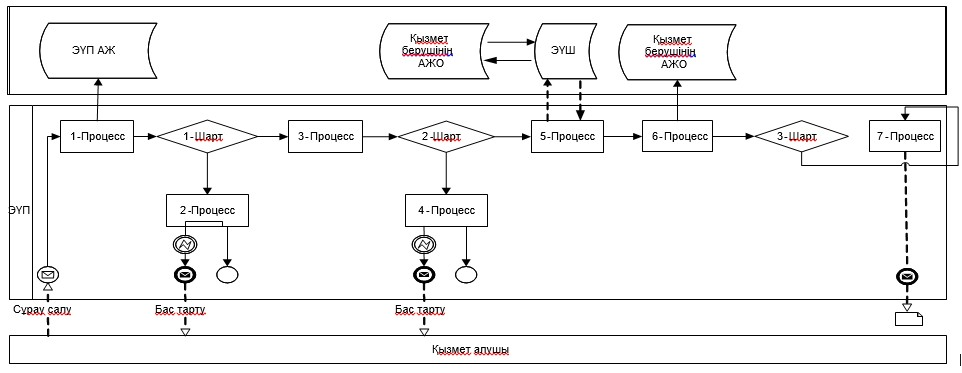 ЭҮП АЖ
Қызмет
берушінің
АЖО
ЭҮШ
Қызмет
берушінің
АЖО
1-Процесс
1-Шарт
3-Процесс
2-Шарт
5-Процесс
6-Процесс
3-Шарт
7-Процесс
2-Процесс
4-Процесс
ЭҮП
Сұрау салу
Бас тарту
Бас тарту
Қызмет алушы